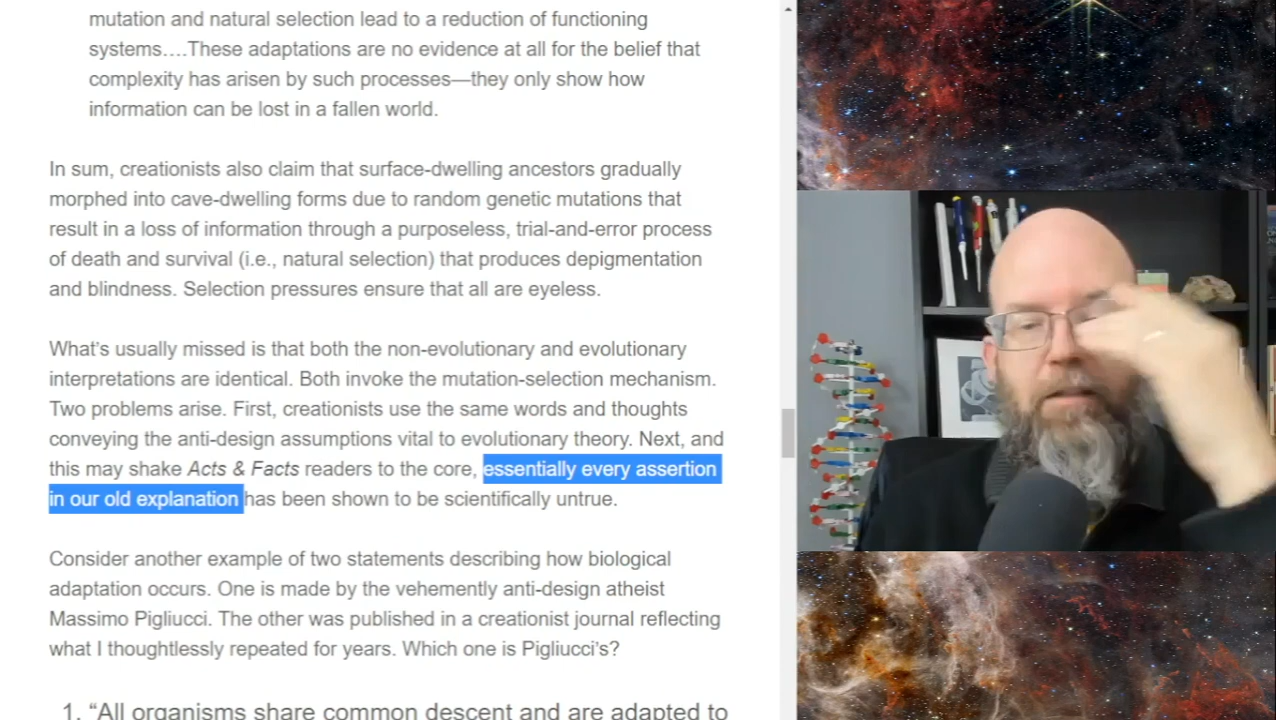 mutation and natural selection lead to a reduction of functioning
systems….These adaptations are no evidence at all for the belief that
complexity has arisen by such processes—they only show how
information can be lost in a fallen world.
In sum, creationists also claim that surface-dwelling ancestors gradually
morphed into cave-dwelling forms due to random genetic mutations that
result in a loss of information through a purposeless, trial-and-error process
of death and survival (i.e., natural selection) that produces depigmentation
and blindness. Selection pressures ensure that all are eyeless.
What’s usually missed is that both the non-evolutionary and evolutionary
interpretations are identical. Both invoke the mutation-selection mechanism.
Two problems arise. First, creationists use the same words and thoughts
conveying the anti-design assumptions vital to evolutionary theory. Next, and
this may shake Acts & Facts readers to the core, essentially every assertion
in our old explanation has been shown to be scientifically untrue.
Consider another example of two statements describing how biological
adaptation occurs. One is made by the vehemently anti-design atheist
Massimo Pigliucci. The other was published in a creationist journal reflecting
what I thoughtlessly repeated for years. Which one is Pigliucci’s?
1. “All organisms share common descent and are adapted to